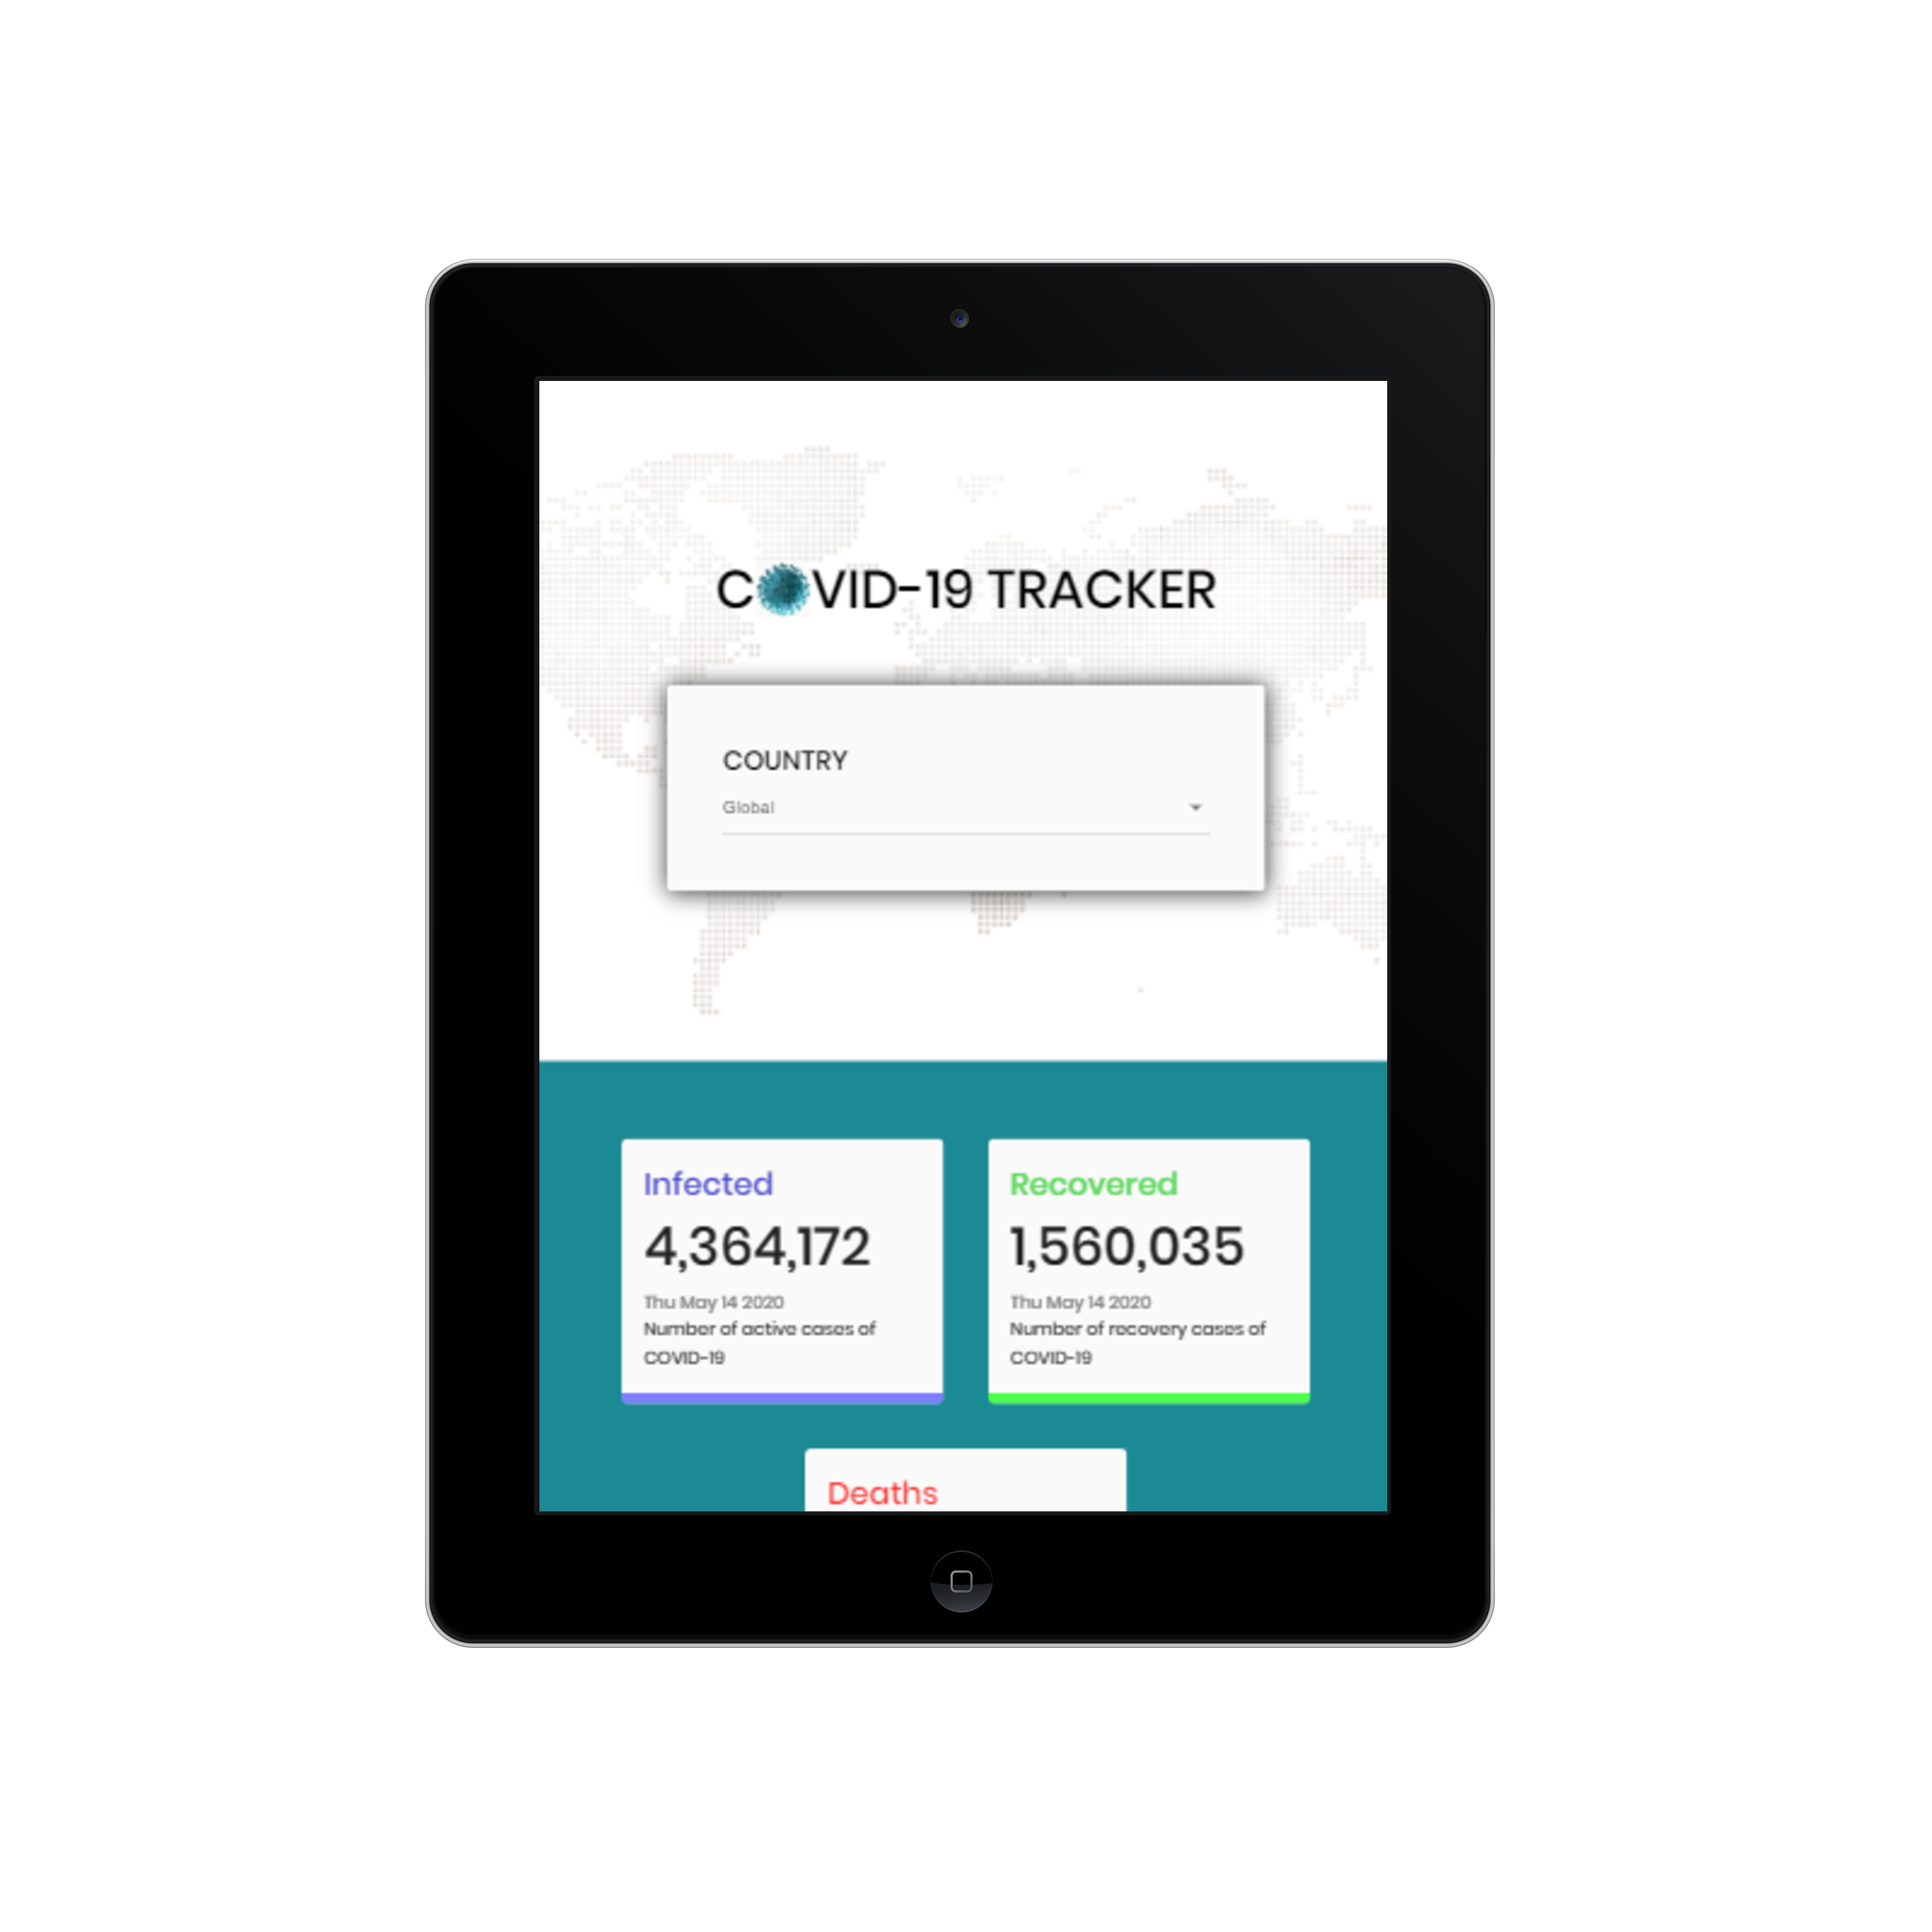 COVID-19 TRACKER
COUNTRY
Global
Infected
4,364,172
Thu May 14 2020
Number of active cases of
COVID-19
Recovered
1,560,035
Thu May 14 2020
Number of recovery cases of
COVID-19
Deaths